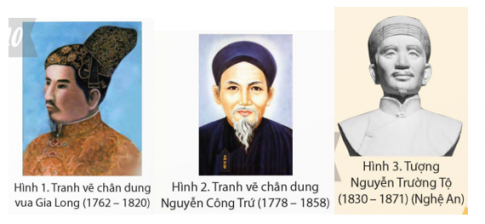 20
Hình 1. Tranh vẽ chân dung
vua Gia Long (1762 – 1820)
Hình 2. Tranh vẽ chân dung
Nguyễn Công Trứ (1778 – 1858)
Hình 3. Tượng
Nguyễn Trường Tộ
(1830 – 1871) (Nghệ An)